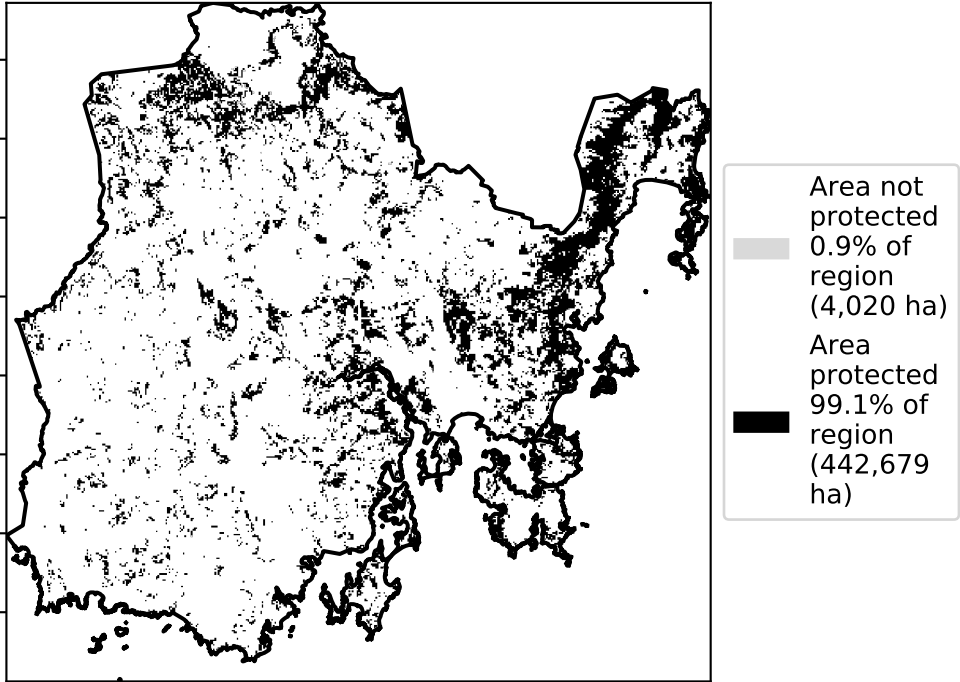 Area not
protected
0.9% of
region
(4,020 ha)
Area
protected
99.1% of
region
(442,679
ha)